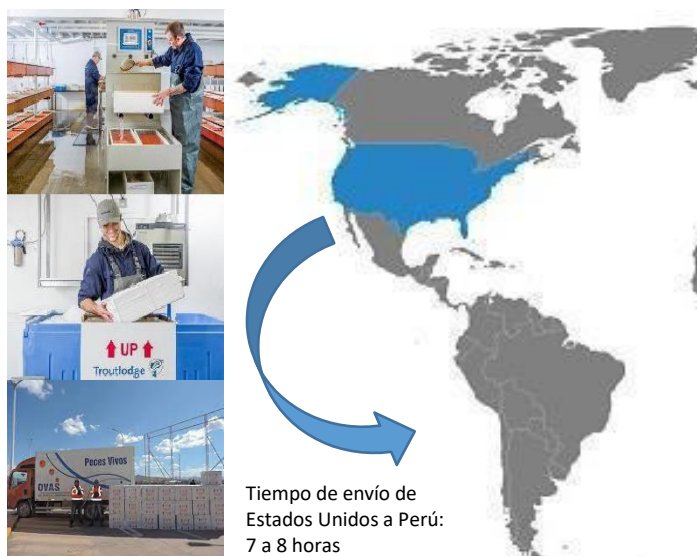 UP
Troutlodge
Peces Vivos
OVAS
Tiempo de envío de
Estados Unidos a Perú:
7 a 8 horas